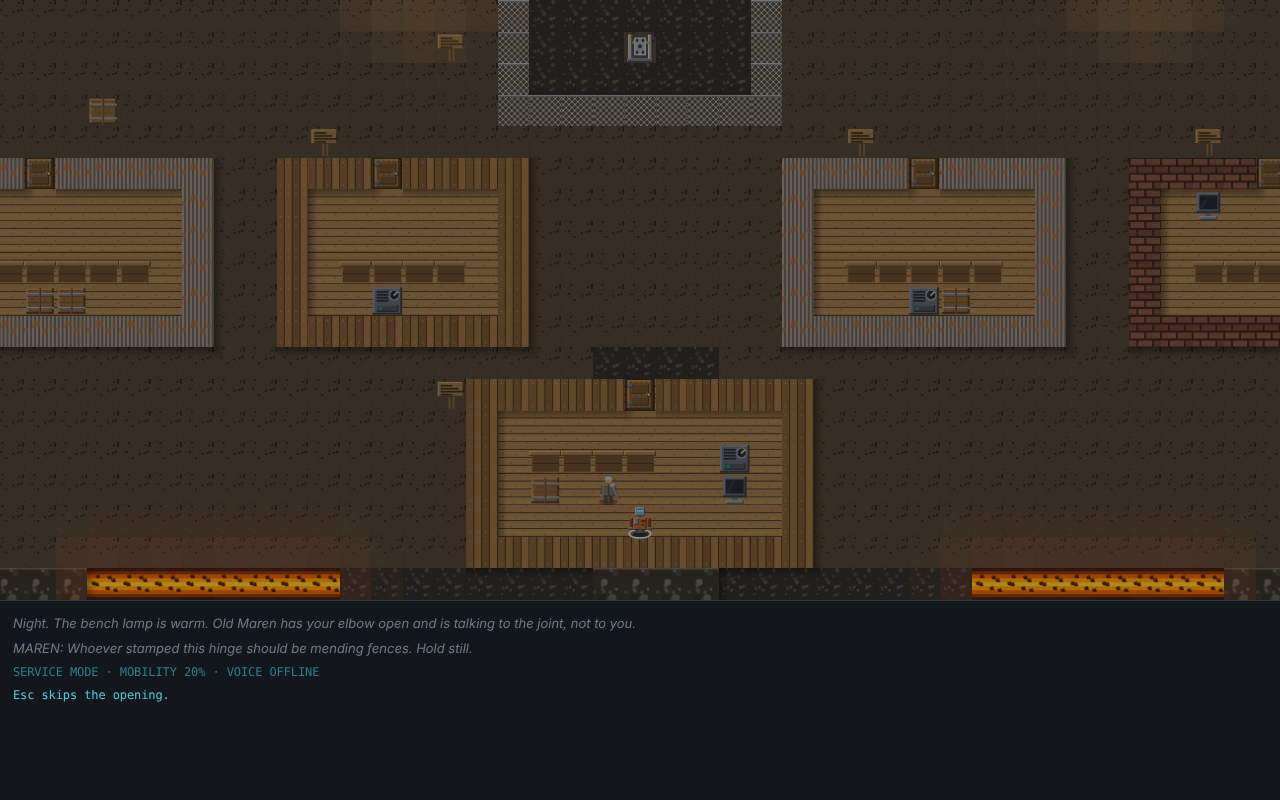 Night. The bench lamp is warm. Old Maren has your elbow open and is talking to the joint, not to you.
MAREN: Whoever stamped this hinge should be mending fences. Hold still.
SERVICE MODE · MOBILITY 20% · VOICE OFFLINE
Esc skips the opening.